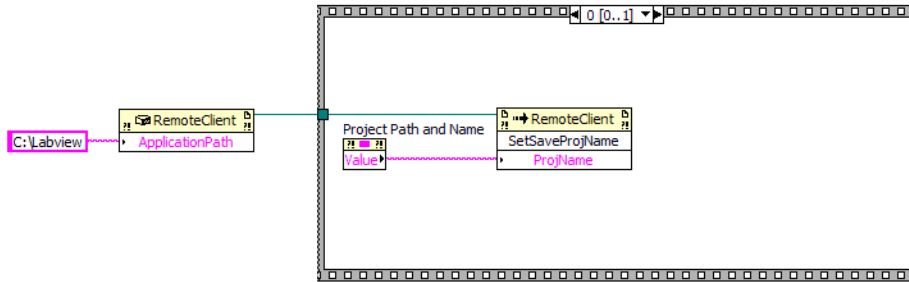 0 [0..1]
RemoteClient
C:\Labview
ApplicationPath
Project Path and Name
Value
RemoteClient
SetSaveProjName
ProjName